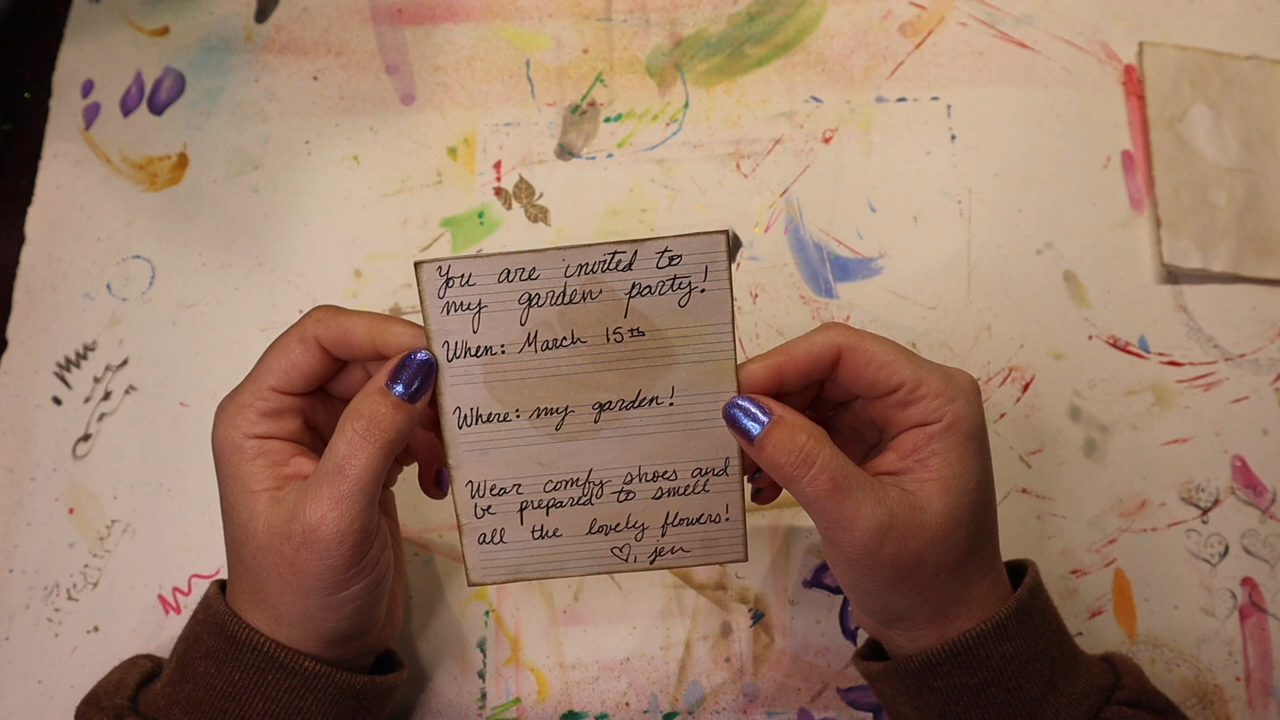 You are invited to
my garden party!
When: March 15th
Where: my garden!
Wear comfy shoes and
be prepared to smell
all the lovely flowers!
♡, Jen